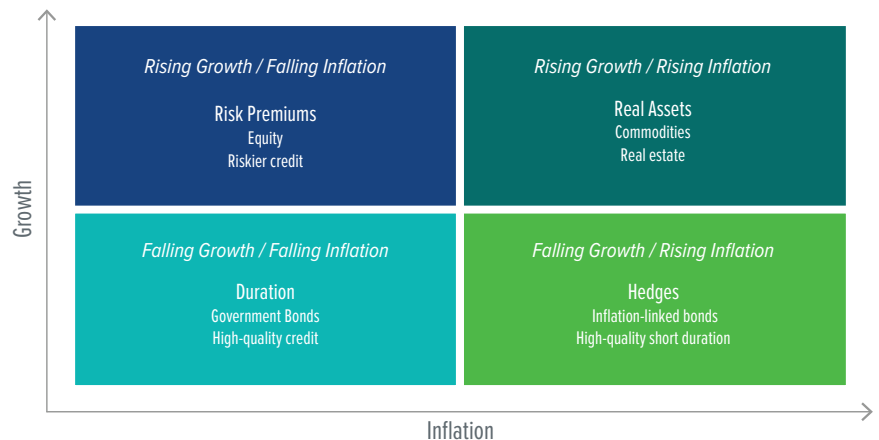 Growth
Rising Growth / Falling Inflation
Risk Premiums
Equity
Riskier credit
Rising Growth / Rising Inflation
Real Assets
Commodities
Real estate
Falling Growth / Falling Inflation
Duration
Government Bonds
High-quality credit
Falling Growth / Rising Inflation
Hedges
Inflation-linked bonds
High-quality short duration
Inflation